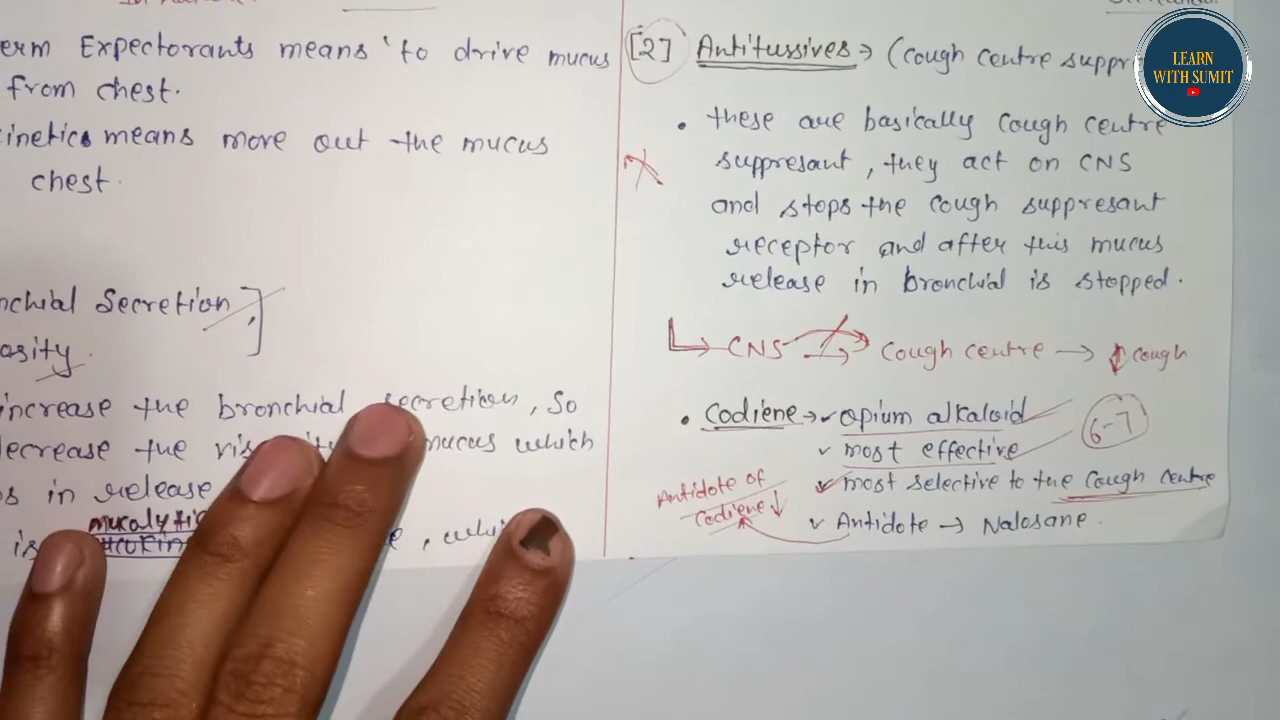 erm Expectorants means to drive mucus
from chest.
inetics means more out the mucus
chest.
nchial Secretion
osity.
increase the bronchial secretion, So
decrease the mucus which
s in release
mucolytic
is
[2] Antitussives → (Cough centre suppr
• these are basically cough centre
suppresant, they act on CNS
and stops the cough suppresant
receptor and after this mucus
release in bronchial is stopped.
CNS → Cough centre → ↓ cough
• Codiene → ✓ opium alkaloid
6-7
✓ most effective
✓ most selective to the cough centre
Antidote of
Codiene ↓
✓ Antidote → Nalosane.
LEARN
WITH SUMIT